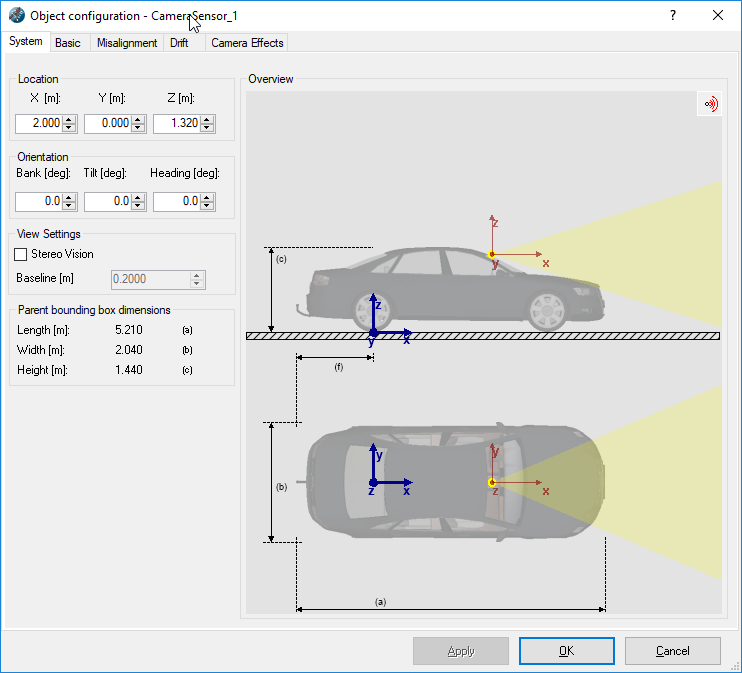 Object configuration - CameraSensor_1
?
System Basic Misalignment Drift Camera Effects
Location
X [m]: Y [m]: Z [m]:
2.000 0.000 1.320
Orientation
Bank [deg]: Tilt [deg]: Heading [deg]:
0.0 0.0 0.0
View Settings
Stereo Vision
Baseline [m] 0.2000
Parent bounding box dimensions
Length [m]: 5.210 (a)
Width [m]: 2.040 (b)
Height [m]: 1.440 (c)
Overview
z
(c)
y x
z
y x
(f)
y y
(b)
z x z x
(a)
Apply OK Cancel